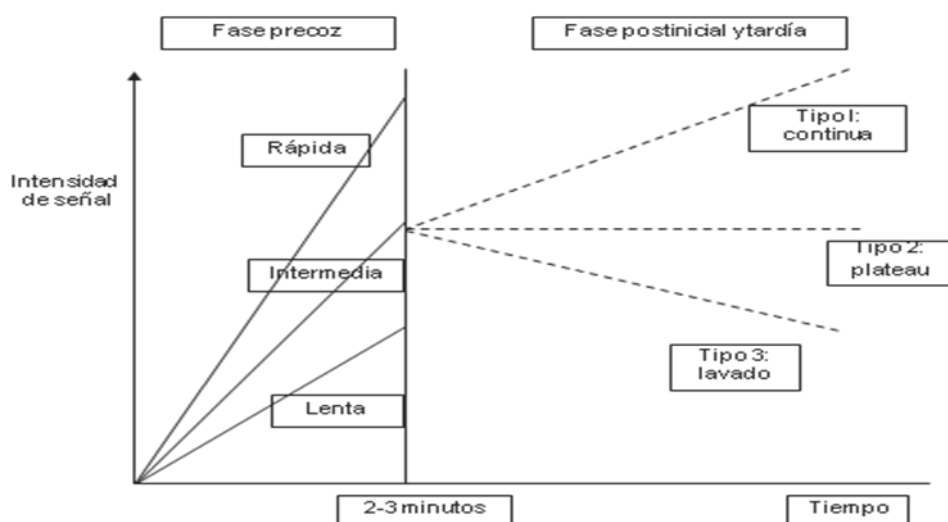 Fase precoz
Fase postinicial ytardía
Rápida
Tipo I:
continua
Intensidad
de señal
Intermedia
Tipo 2:
plateau
Tipo 3:
lavado
Lenta
2-3 minutos
Tiempo